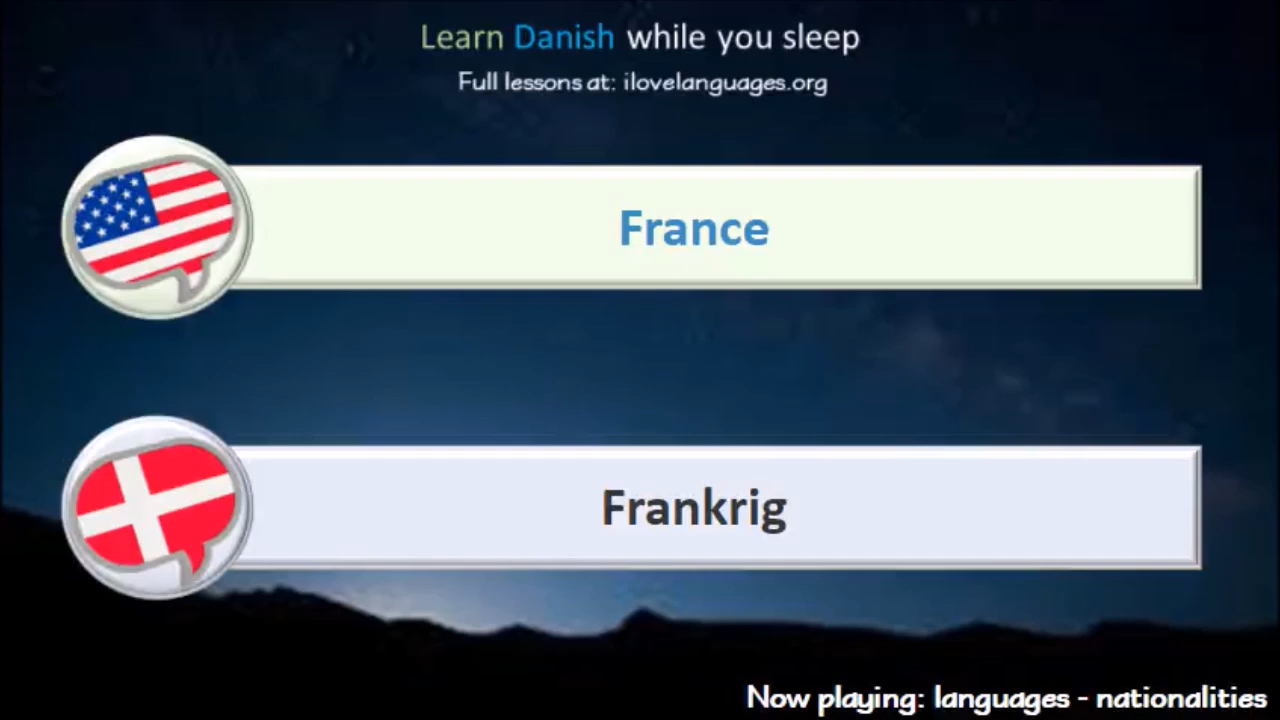 Learn Danish while you sleep
Full lessons at: ilovelanguages.org
France
Frankrig
Now playing: languages - nationalities